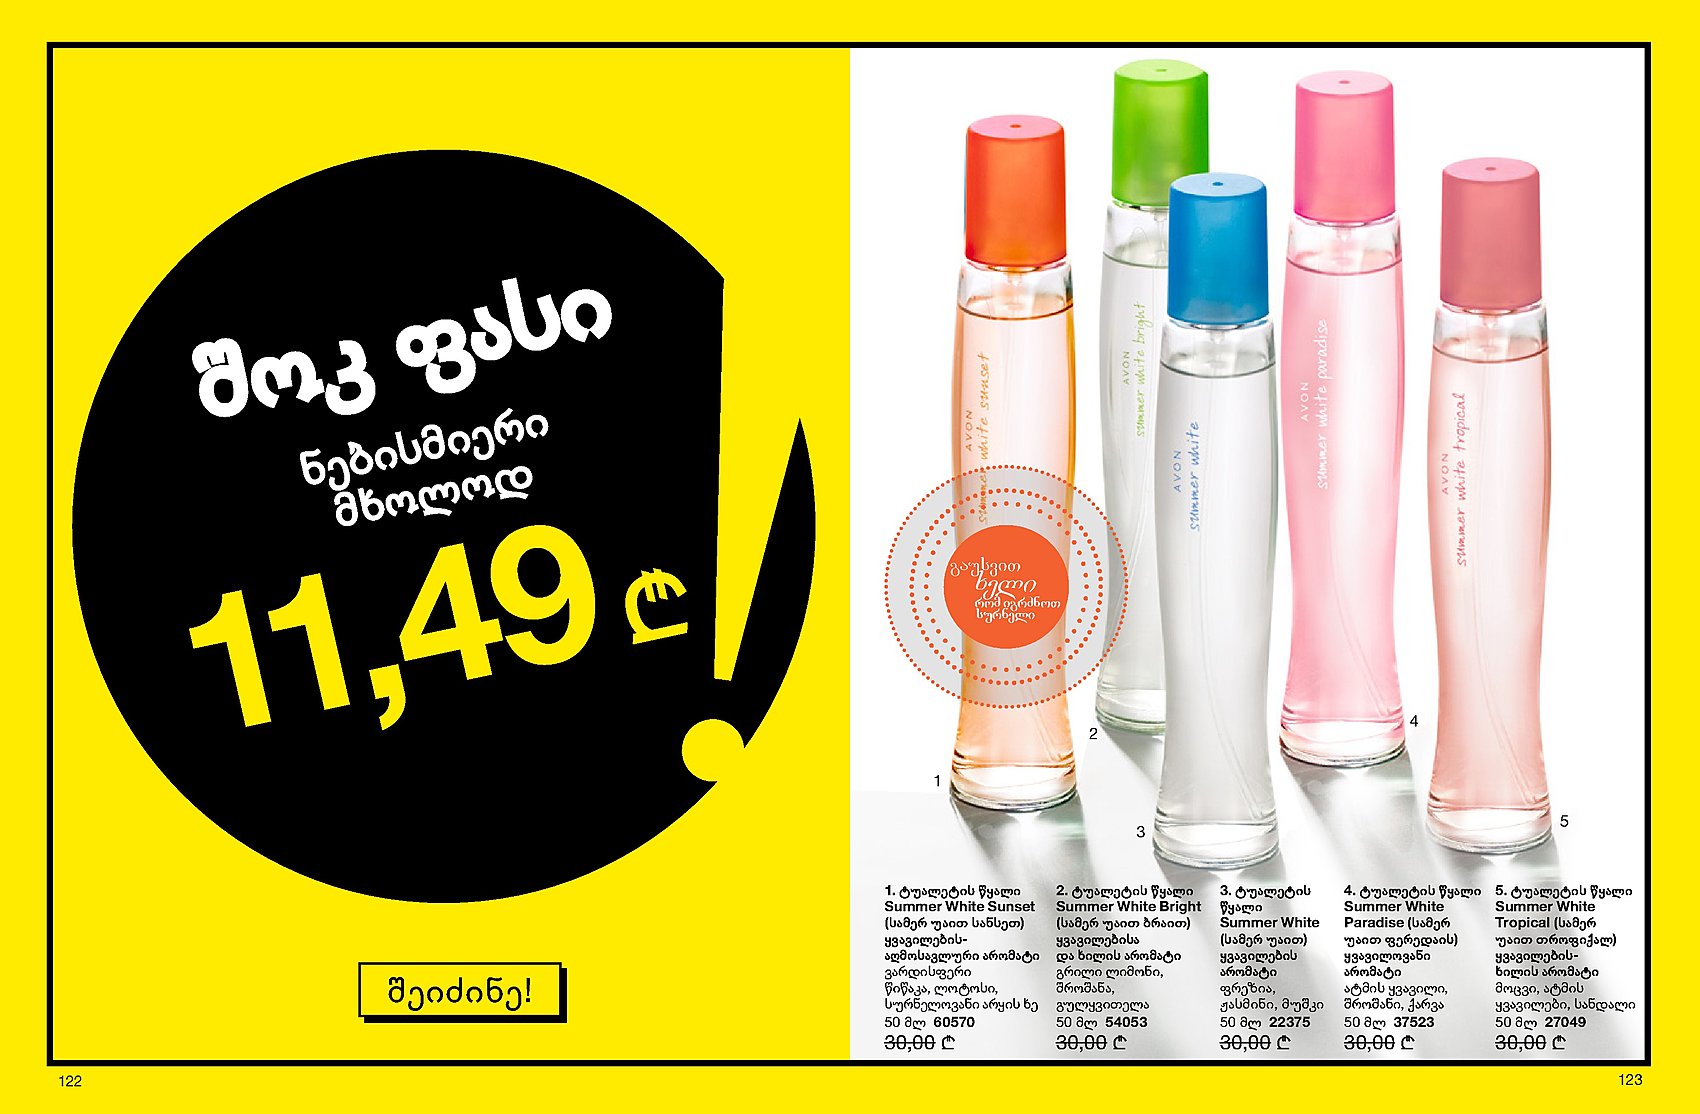 შოკ ფასი
ნებისმიერი
მხოლოდ
11,49 ₾
შეიძინე!
122
AVON
summer white sunset
AVON
summer white bright
AVON
summer white
AVON
summer white paradise
AVON
summer white tropical
გაუსვით
ხელი
რომ იგრძნოთ
სურნელი
1
2
3
4
5
1. ტუალეტის წყალი
Summer White Sunset
(სამერ უაით სანსეთ)
ყვავილების-
აღმოსავლური არომატი
ვარდისფერი
წიწაკა, ლოტოსი,
სურნელოვანი არყის ხე
50 მლ 60570
30,00 ₾
2. ტუალეტის წყალი
Summer White Bright
(სამერ უაით ბრაით)
ყვავილებისა
და ხილის არომატი
გრილი ლიმონი,
შროშანა,
გულყვითელა
50 მლ 54053
30,00 ₾
3. ტუალეტის
წყალი
Summer White
(სამერ უაით)
ყვავილების
არომატი
ფრეზია,
ჟასმინი, მუშკი
50 მლ 22375
30,00 ₾
4. ტუალეტის წყალი
Summer White
Paradise (სამერ
უაით ფერედაის)
ყვავილოვანი
არომატი
ატმის ყვავილი,
შროშანი, ქარვა
50 მლ 37523
30,00 ₾
5. ტუალეტის წყალი
Summer White
Tropical (სამერ
უაით თროფიქალ)
ყვავილების-
ხილის არომატი
მოცვი, ატმის
ყვავილები, სანდალი
50 მლ 27049
30,00 ₾
123